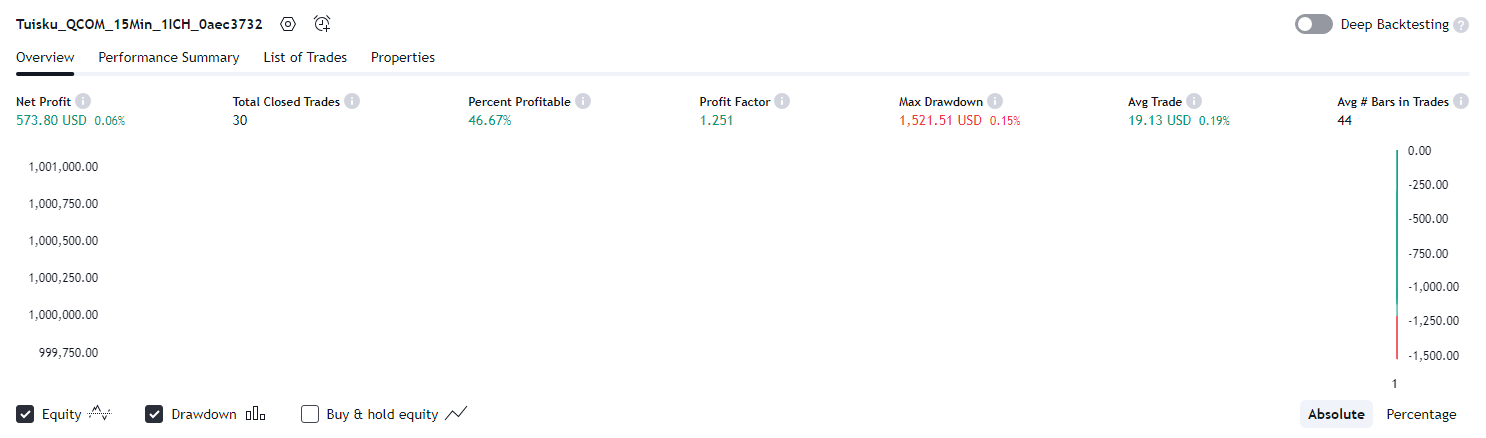 Tuisku_QCOM_15Min_1ICH_0aec3732 Deep Backtesting ?
Overview Performance Summary List of Trades Properties
Net Profit Total Closed Trades Percent Profitable Profit Factor Max Drawdown Avg Trade Avg # Bars in Trades
573.80 USD 0.06% 30 46.67% 1.251 1,521.51 USD 0.15% 19.13 USD 0.19% 44
0.00
1,001,000.00
-250.00
1,000,750.00
-500.00
1,000,500.00
-750.00
1,000,250.00
-1,000.00
1,000,000.00
-1,250.00
999,750.00
-1,500.00
1
Equity Drawdown Buy & hold equity Absolute Percentage